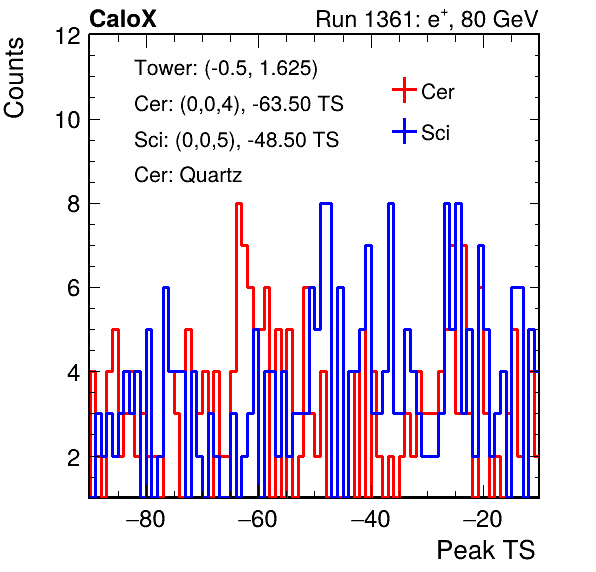 CaloX
Run 1361: e+, 80 GeV
Counts
12
10
8
6
4
2
Tower: (-0.5, 1.625)
Cer: (0,0,4), -63.50 TS
Sci: (0,0,5), -48.50 TS
Cer: Quartz
Cer
Sci
−80
−60
−40
−20
Peak TS